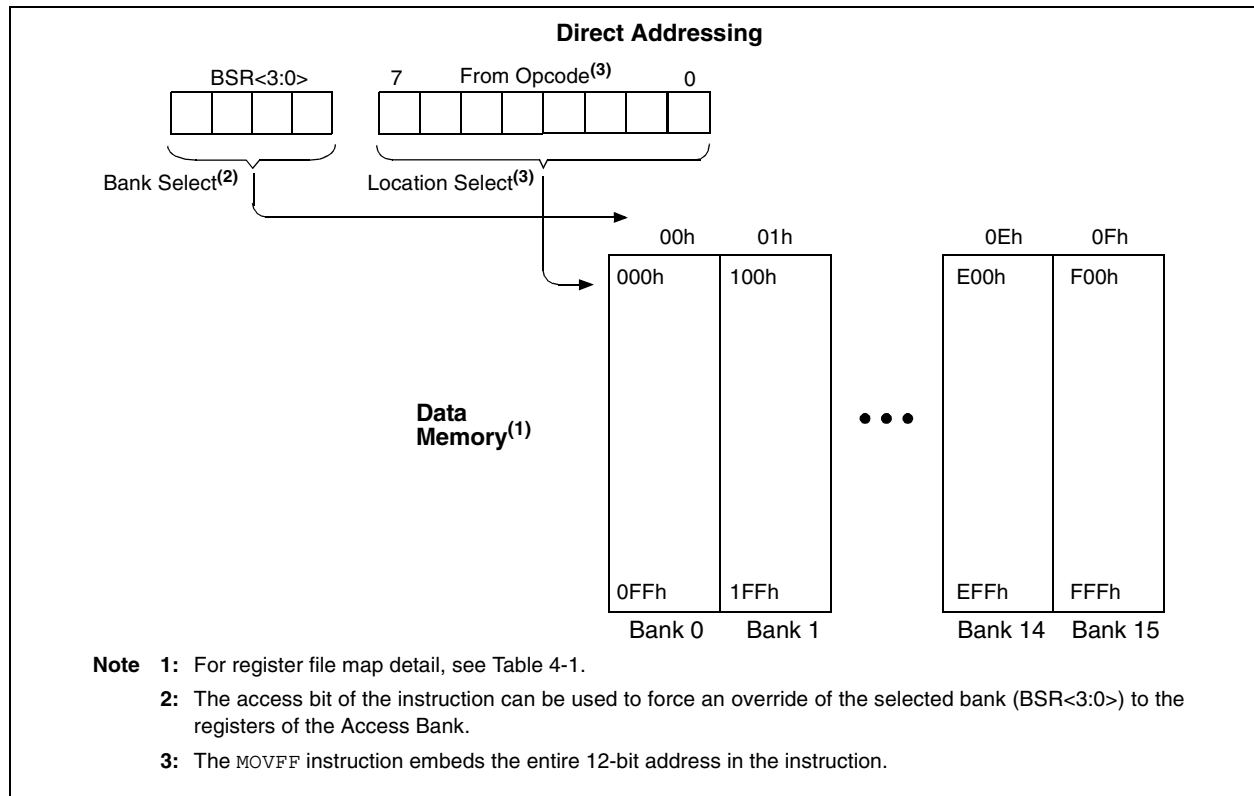 Direct Addressing
BSR<3:0> 7 From Opcode(3) 0
Bank Select(2) Location Select(3)
00h 01h 0Eh 0Fh
000h 100h E00h F00h
Data
Memory(1)
0FFh 1FFh EFFh FFFh
Bank 0 Bank 1 Bank 14 Bank 15
Note 1: For register file map detail, see Table 4-1.
2: The access bit of the instruction can be used to force an override of the selected bank (BSR<3:0>) to the
registers of the Access Bank.
3: The MOVFF instruction embeds the entire 12-bit address in the instruction.